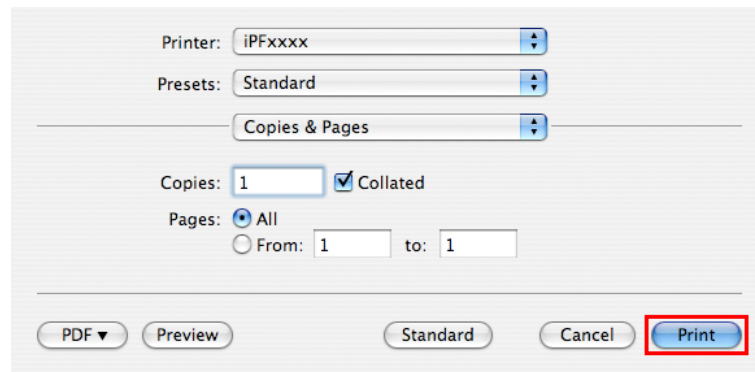 Printer: iPFxxxx
Presets: Standard
Copies & Pages
Copies: 1 Collated
Pages: All
From: 1 to: 1
PDF ▼ Preview Standard Cancel Print